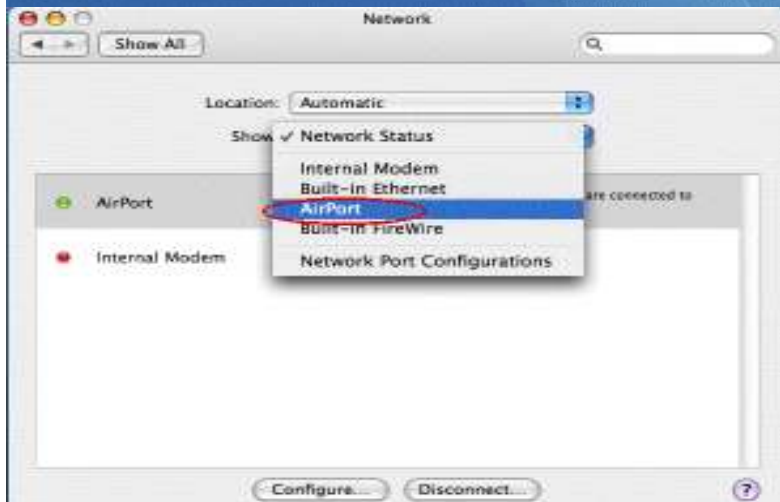 Network
Show All
Location: Automatic
Show ✓ Network Status
Internal Modem
Built-in Ethernet
AirPort
Built-in FireWire
Network Port Configurations
AirPort
are connected to
Internal Modem
Configure... Disconnect...
?